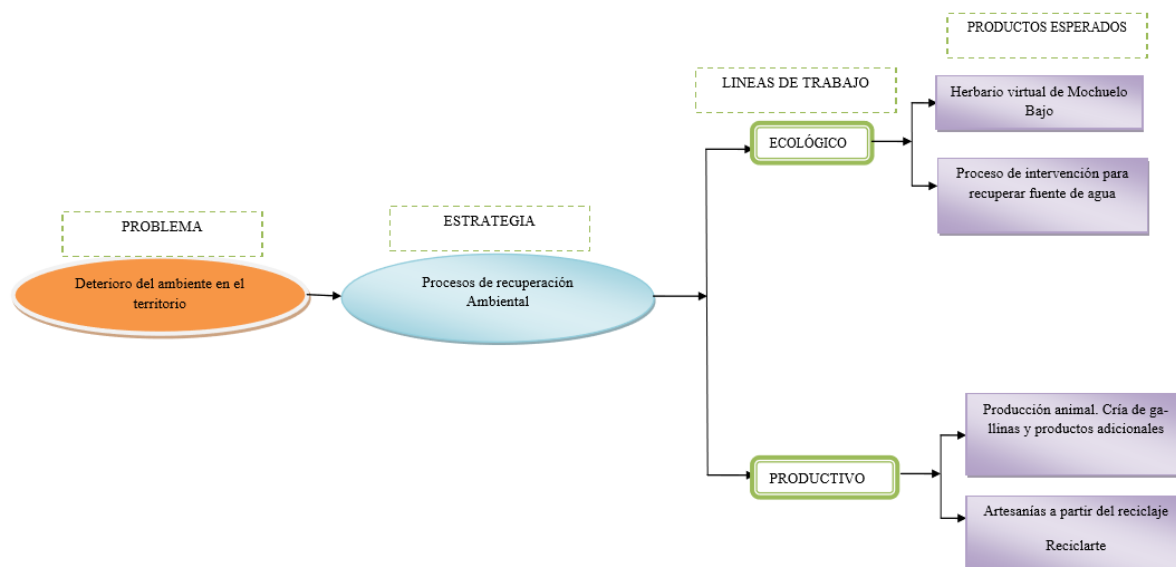 PRODUCTOS ESPERADOS
LINEAS DE TRABAJO
Herbario virtual de Mochuelo
Bajo
ECOLÓGICO
Proceso de intervención para
recuperar fuente de agua
PROBLEMA
ESTRATEGIA
Deterioro del ambiente en el
territorio
Procesos de recuperación
Ambiental
Producción animal. Cría de ga-
llinas y productos adicionales
PRODUCTIVO
Artesanías a partir del reciclaje
Reciclarte